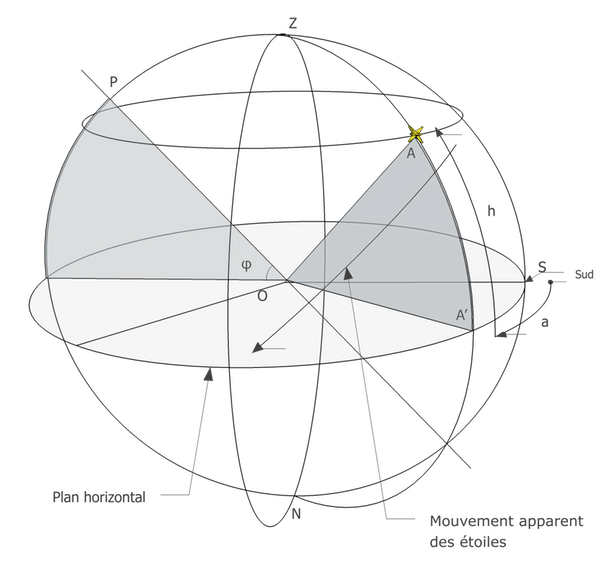 Z
P
A
h
φ
S
Sud
O
A'
a
Plan horizontal
N
Mouvement apparent
des étoiles